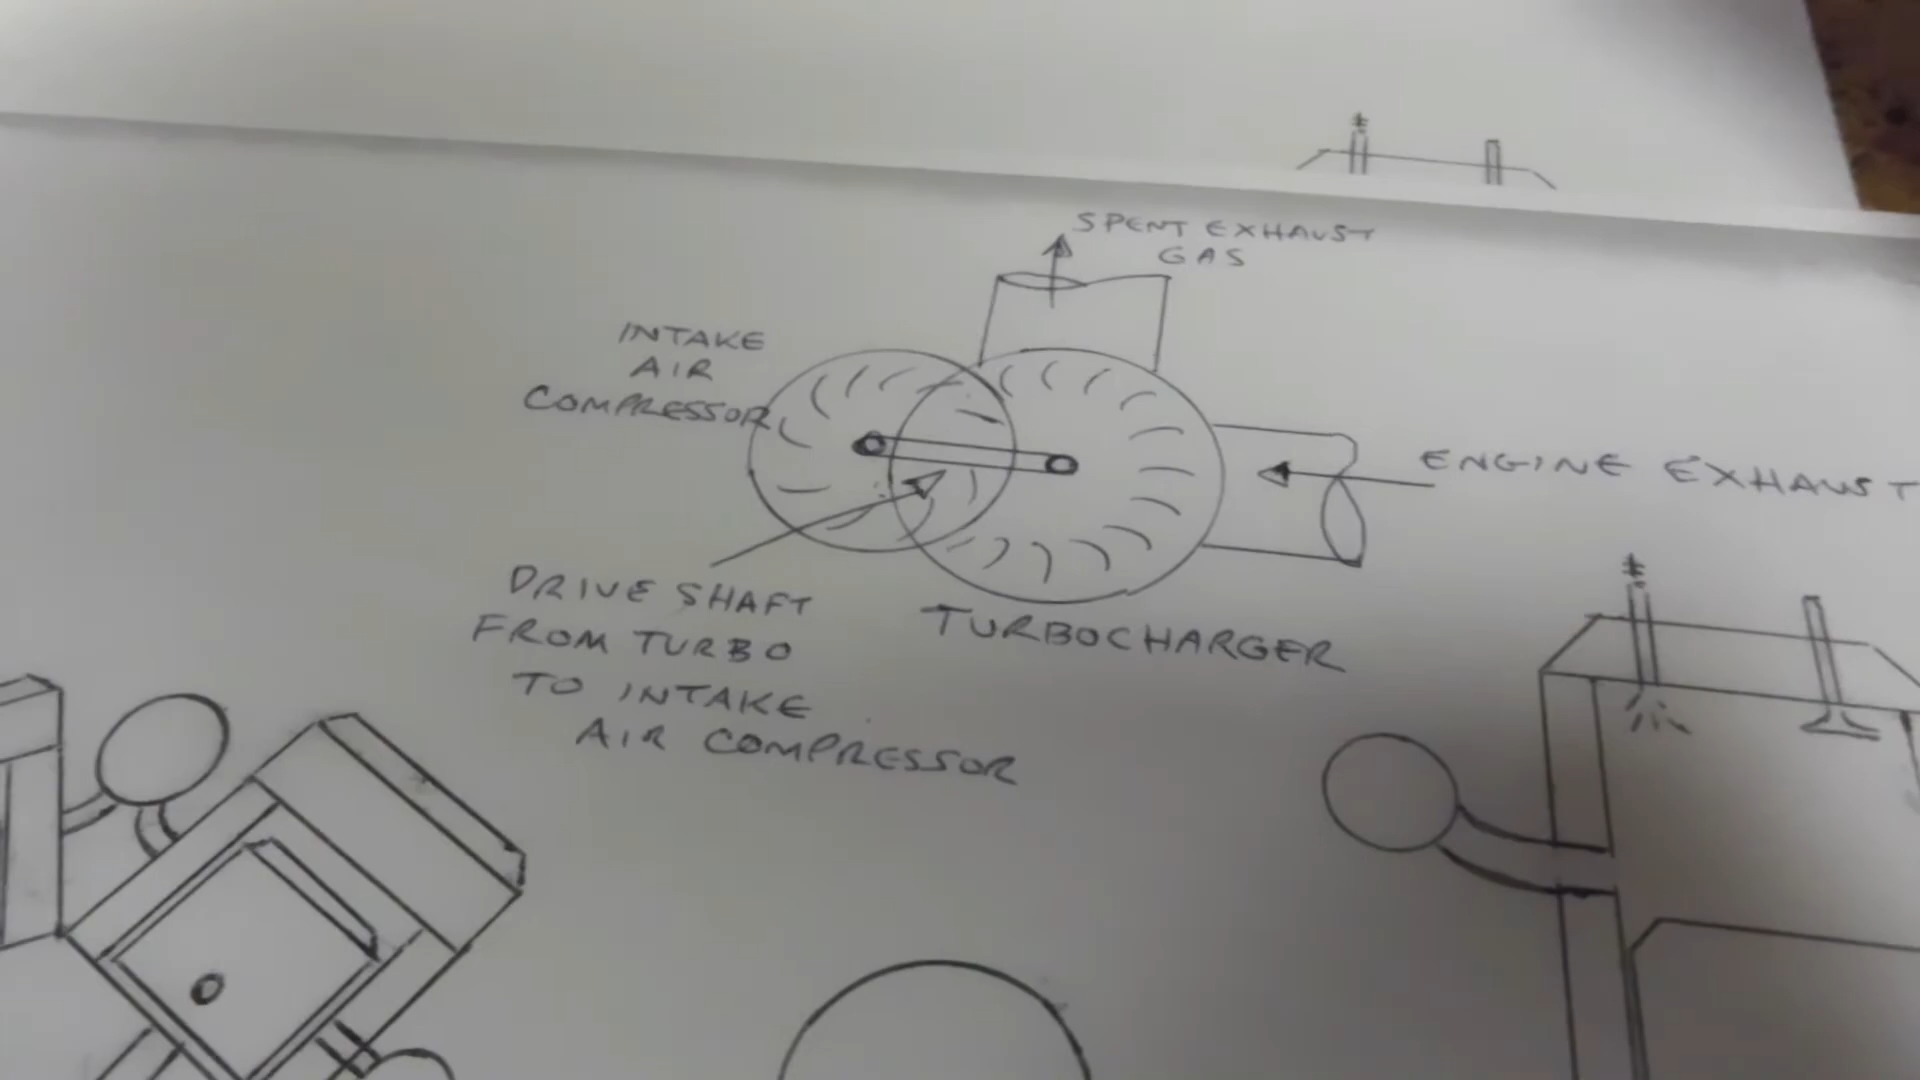 SPENT EXHAUST
GAS
INTAKE
AIR
COMPRESSOR
ENGINE EXHAUST
DRIVE SHAFT
FROM TURBO
TO INTAKE
AIR COMPRESSOR
TURBOCHARGER